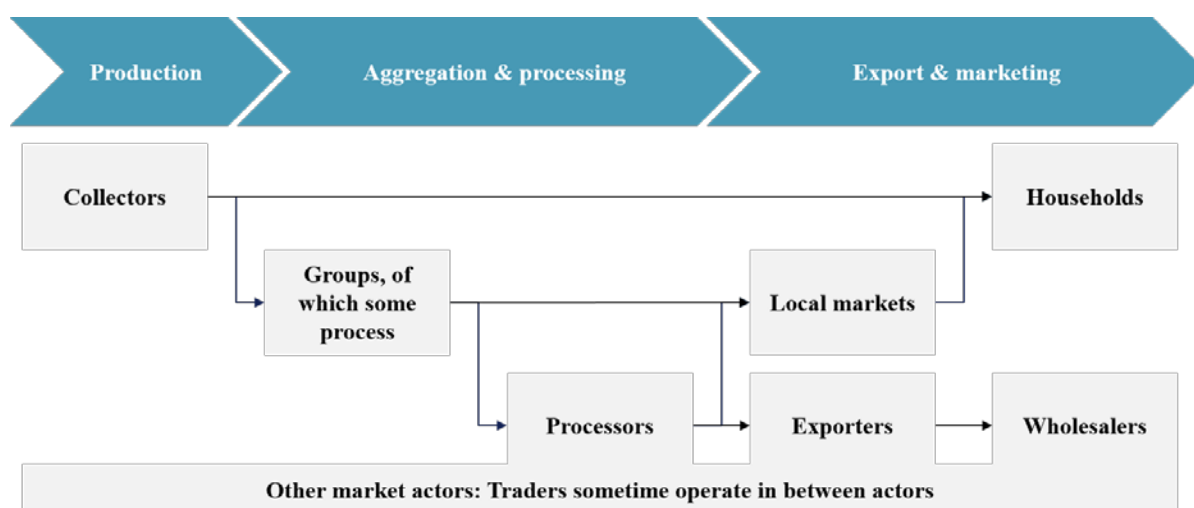 Production
Aggregation & processing
Export & marketing
Collectors
Households
Groups, of
which some
process
Local markets
Processors
Exporters
Wholesalers
Other market actors: Traders sometime operate in between actors